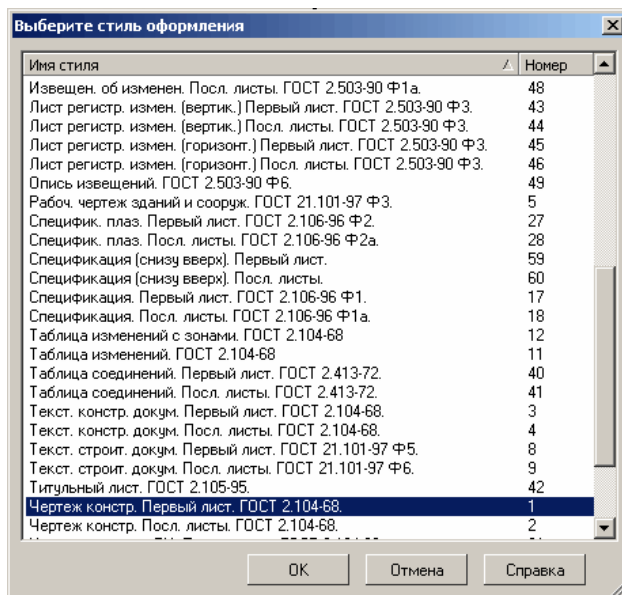 Выберите стиль оформления
Имя стиля Номер
Извещен. об изменен. Посл. листы. ГОСТ 2.503-90 Ф1а. 48
Лист регистр. измен. (вертик.) Первый лист. ГОСТ 2.503-90 Ф3. 43
Лист регистр. измен. (вертик.) Посл. листы. ГОСТ 2.503-90 Ф3. 44
Лист регистр. измен. (горизонт.) Первый лист. ГОСТ 2.503-90 Ф3. 45
Лист регистр. измен. (горизонт.) Посл. листы. ГОСТ 2.503-90 Ф3. 46
Опись извещений. ГОСТ 2.503-90 Ф6. 49
Рабоч. чертеж зданий и сооруж. ГОСТ 21.101-97 Ф3. 5
Специфик. плаз. Первый лист. ГОСТ 2.106-96 Ф2. 27
Специфик. плаз. Посл. листы. ГОСТ 2.106-96 Ф2а. 28
Спецификация (снизу вверх). Первый лист. 59
Спецификация (снизу вверх). Посл. листы. 60
Спецификация. Первый лист. ГОСТ 2.106-96 Ф1. 17
Спецификация. Посл. листы. ГОСТ 2.106-96 Ф1а. 18
Таблица изменений с зонами. ГОСТ 2.104-68 12
Таблица изменений. ГОСТ 2.104-68 11
Таблица соединений. Первый лист. ГОСТ 2.413-72. 40
Таблица соединений. Посл. листы. ГОСТ 2.413-72. 41
Текст. констр. докум. Первый лист. ГОСТ 2.104-68. 3
Текст. констр. докум. Посл. листы. ГОСТ 2.104-68. 4
Текст. строит. докум. Первый лист. ГОСТ 21.101-97 Ф5. 8
Текст. строит. докум. Посл. листы. ГОСТ 21.101-97 Ф6. 9
Титульный лист. ГОСТ 2.105-95. 42
Чертеж констр. Первый лист. ГОСТ 2.104-68. 1
Чертеж констр. Посл. листы. ГОСТ 2.104-68. 2
OK Отмена Справка